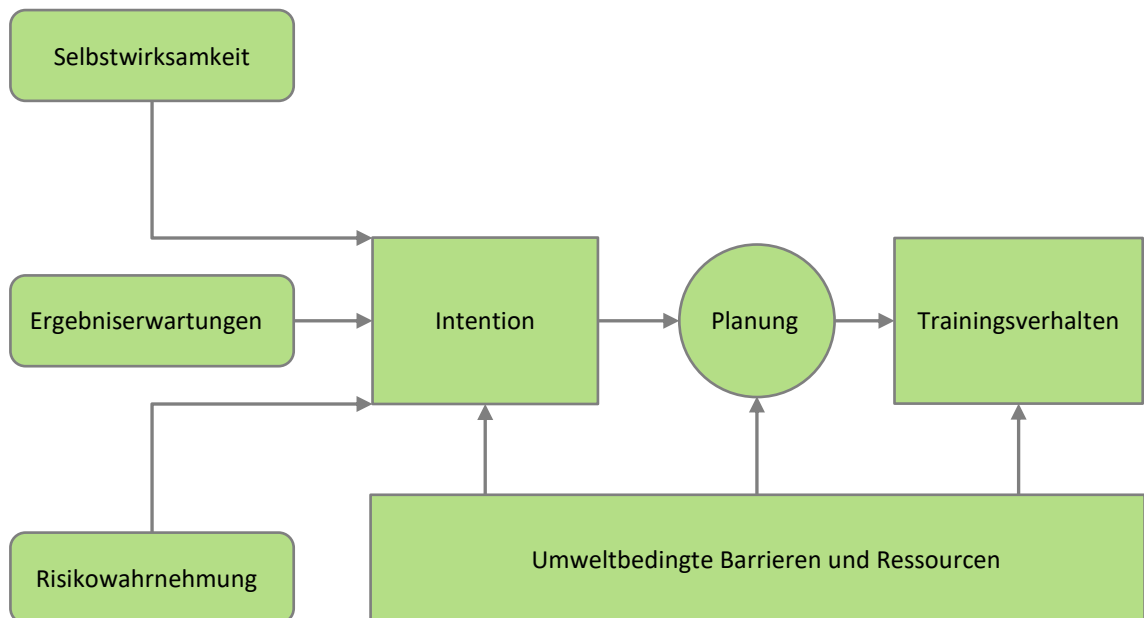 Selbstwirksamkeit
Ergebniserwartungen
Intention
Planung
Trainingsverhalten
Risikowahrnehmung
Umweltbedingte Barrieren und Ressourcen